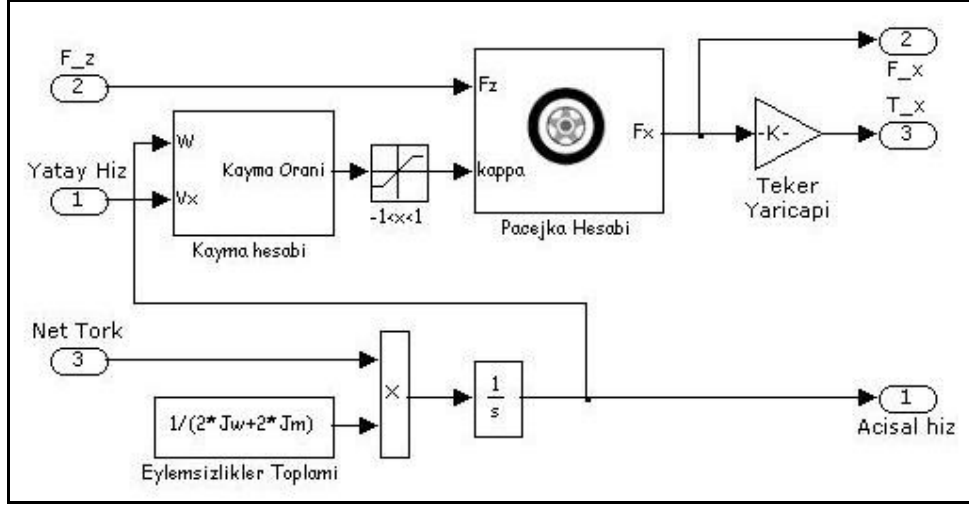 F_z
2
Fz
Fx
kappa
2
F_x
T_x
3
-K-
Teker
Yaricapi
Pacejka Hesabi
W
Kayma Orani
Vx
Yatay Hiz
1
Kayma hesabi
-1<x<1
Net Tork
3
X
1
s
1/(2*Jw+2*Jm)
Eylemsizlikler Toplami
1
Acisal hiz